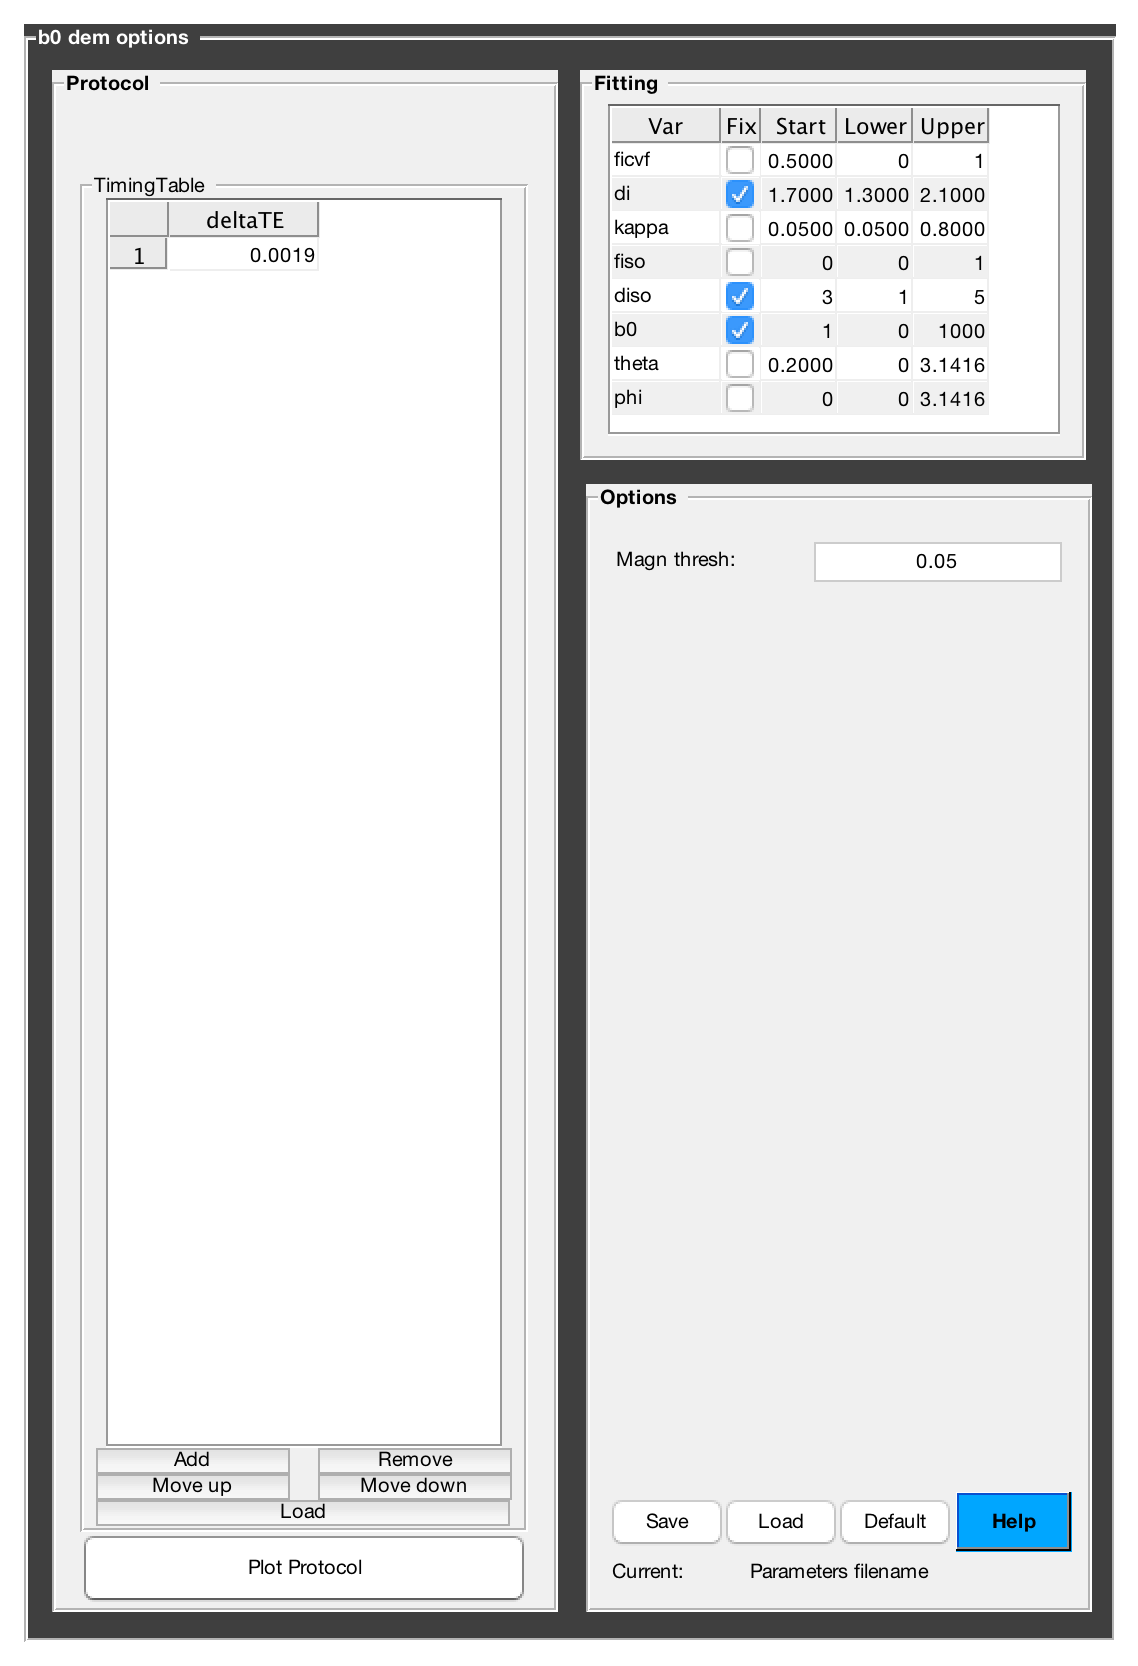 b0 dem options
Protocol
TimingTable
deltaTE
1 0.0019
Add Remove
Move up Move down
Load
Plot Protocol
Fitting
Var Fix Start Lower Upper
ficvf 0.5000 0 1
di 1.7000 1.3000 2.1000
kappa 0.0500 0.0500 0.8000
fiso 0 0 1
diso 3 1 5
b0 1 0 1000
theta 0.2000 0 3.1416
phi 0 0 3.1416
Options
Magn thresh: 0.05
Save Load Default Help
Current: Parameters filename